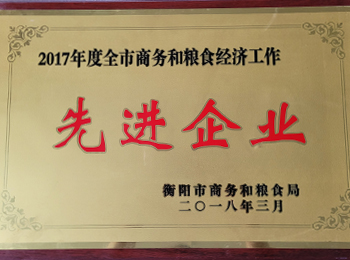 2017年度全市商务和粮食经济工作
先进企业
衡阳市商务和粮食局
二〇一八年三月